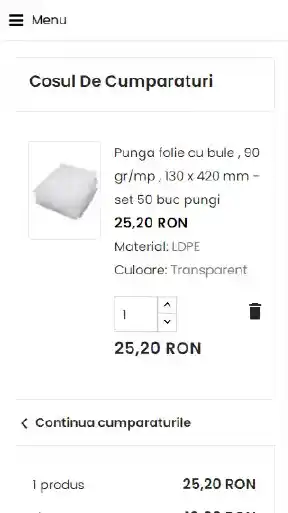 Menu
Cosul De Cumparaturi
Punga folie cu bule , 90
gr/mp , 130 x 420 mm -
set 50 buc pungi
25,20 RON
Material: LDPE
Culoare: Transparent
1
25,20 RON
Continua cumparaturile
1 produs 25,20 RON